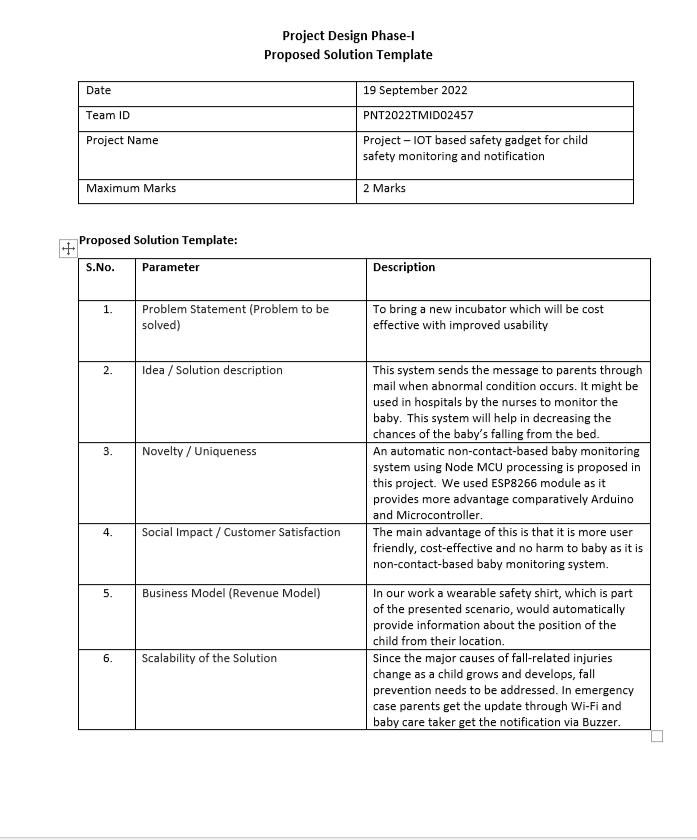 Project Design Phase-I
Proposed Solution Template
Date
19 September 2022
Team ID
PNT2022TMID02457
Project Name
Project – IOT based safety gadget for child
safety monitoring and notification
Maximum Marks
2 Marks
Proposed Solution Template:
S.No.
Parameter
Description
1.
Problem Statement (Problem to be
solved)
To bring a new incubator which will be cost
effective with improved usability
2.
Idea / Solution description
This system sends the message to parents through
mail when abnormal condition occurs. It might be
used in hospitals by the nurses to monitor the
baby. This system will help in decreasing the
chances of the baby’s falling from the bed.
3.
Novelty / Uniqueness
An automatic non-contact-based baby monitoring
system using Node MCU processing is proposed in
this project. We used ESP8266 module as it
provides more advantage comparatively Arduino
and Microcontroller.
4.
Social Impact / Customer Satisfaction
The main advantage of this is that it is more user
friendly, cost-effective and no harm to baby as it is
non-contact-based baby monitoring system.
5.
Business Model (Revenue Model)
In our work a wearable safety shirt, which is part
of the presented scenario, would automatically
provide information about the position of the
child from their location.
6.
Scalability of the Solution
Since the major causes of fall-related injuries
change as a child grows and develops, fall
prevention needs to be addressed. In emergency
case parents get the update through Wi-Fi and
baby care taker get the notification via Buzzer.